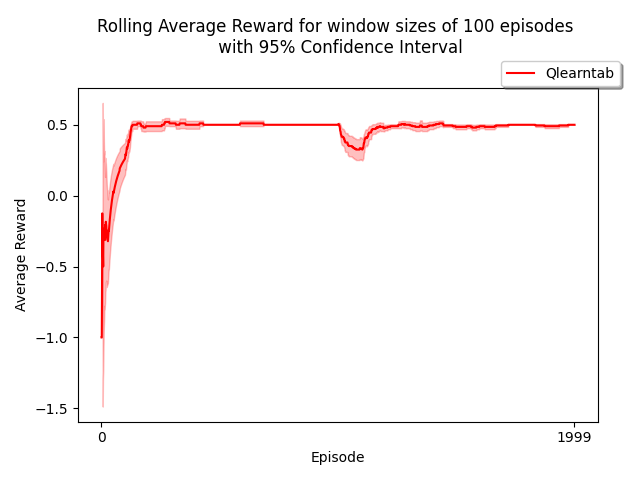 Rolling Average Reward for window sizes of 100 episodes
with 95% Confidence Interval
Qlearntab
0.5
0.0
−0.5
−1.0
−1.5
Average Reward
0 1999
Episode